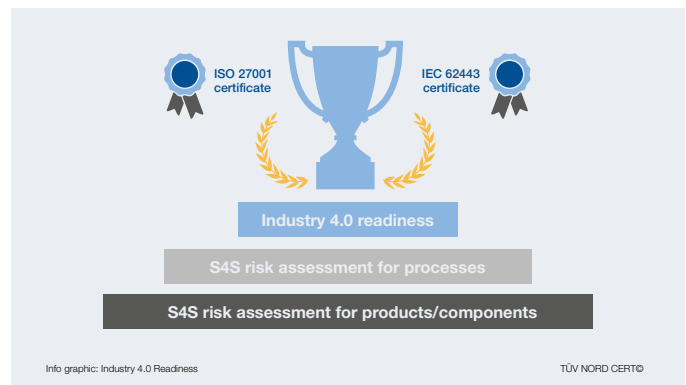 ISO 27001
certificate
IEC 62443
certificate
Industry 4.0 readiness
S4S risk assessment for processes
S4S risk assessment for products/components
Info graphic: Industry 4.0 Readiness
TÜV NORD CERT©